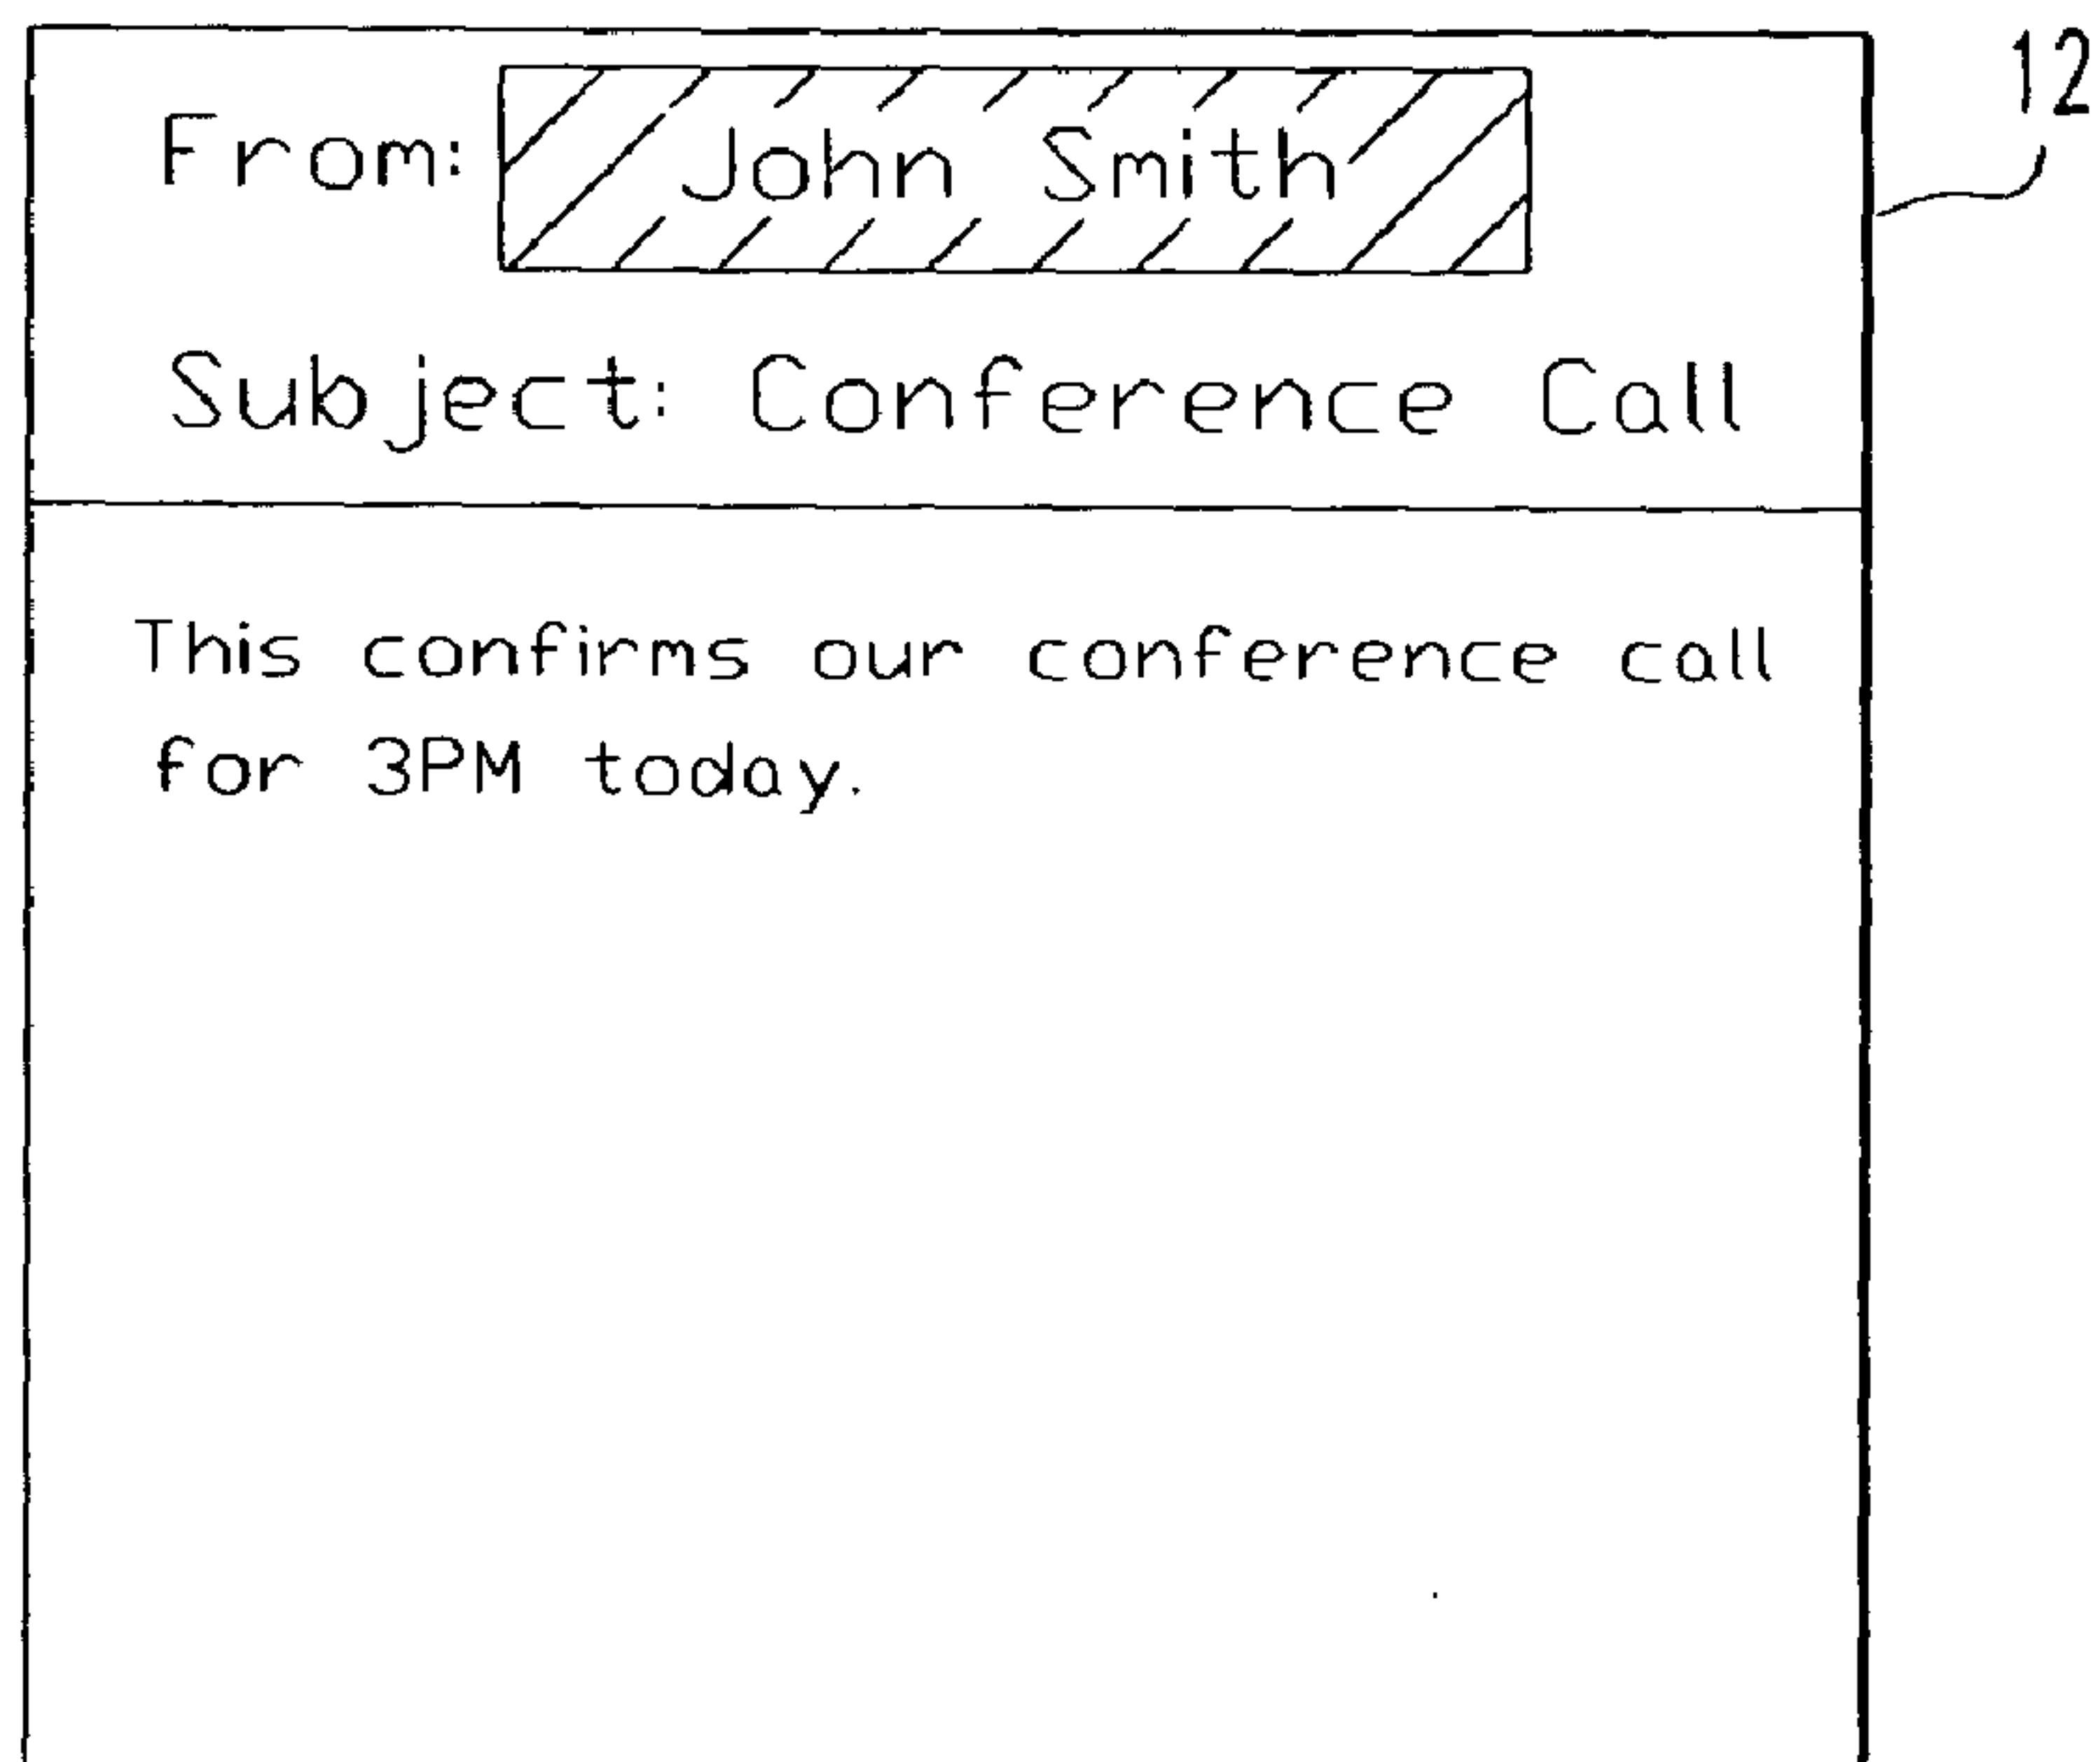 12
From: John Smith
Subject: Conference Call
This confirms our conference call
for 3PM today.